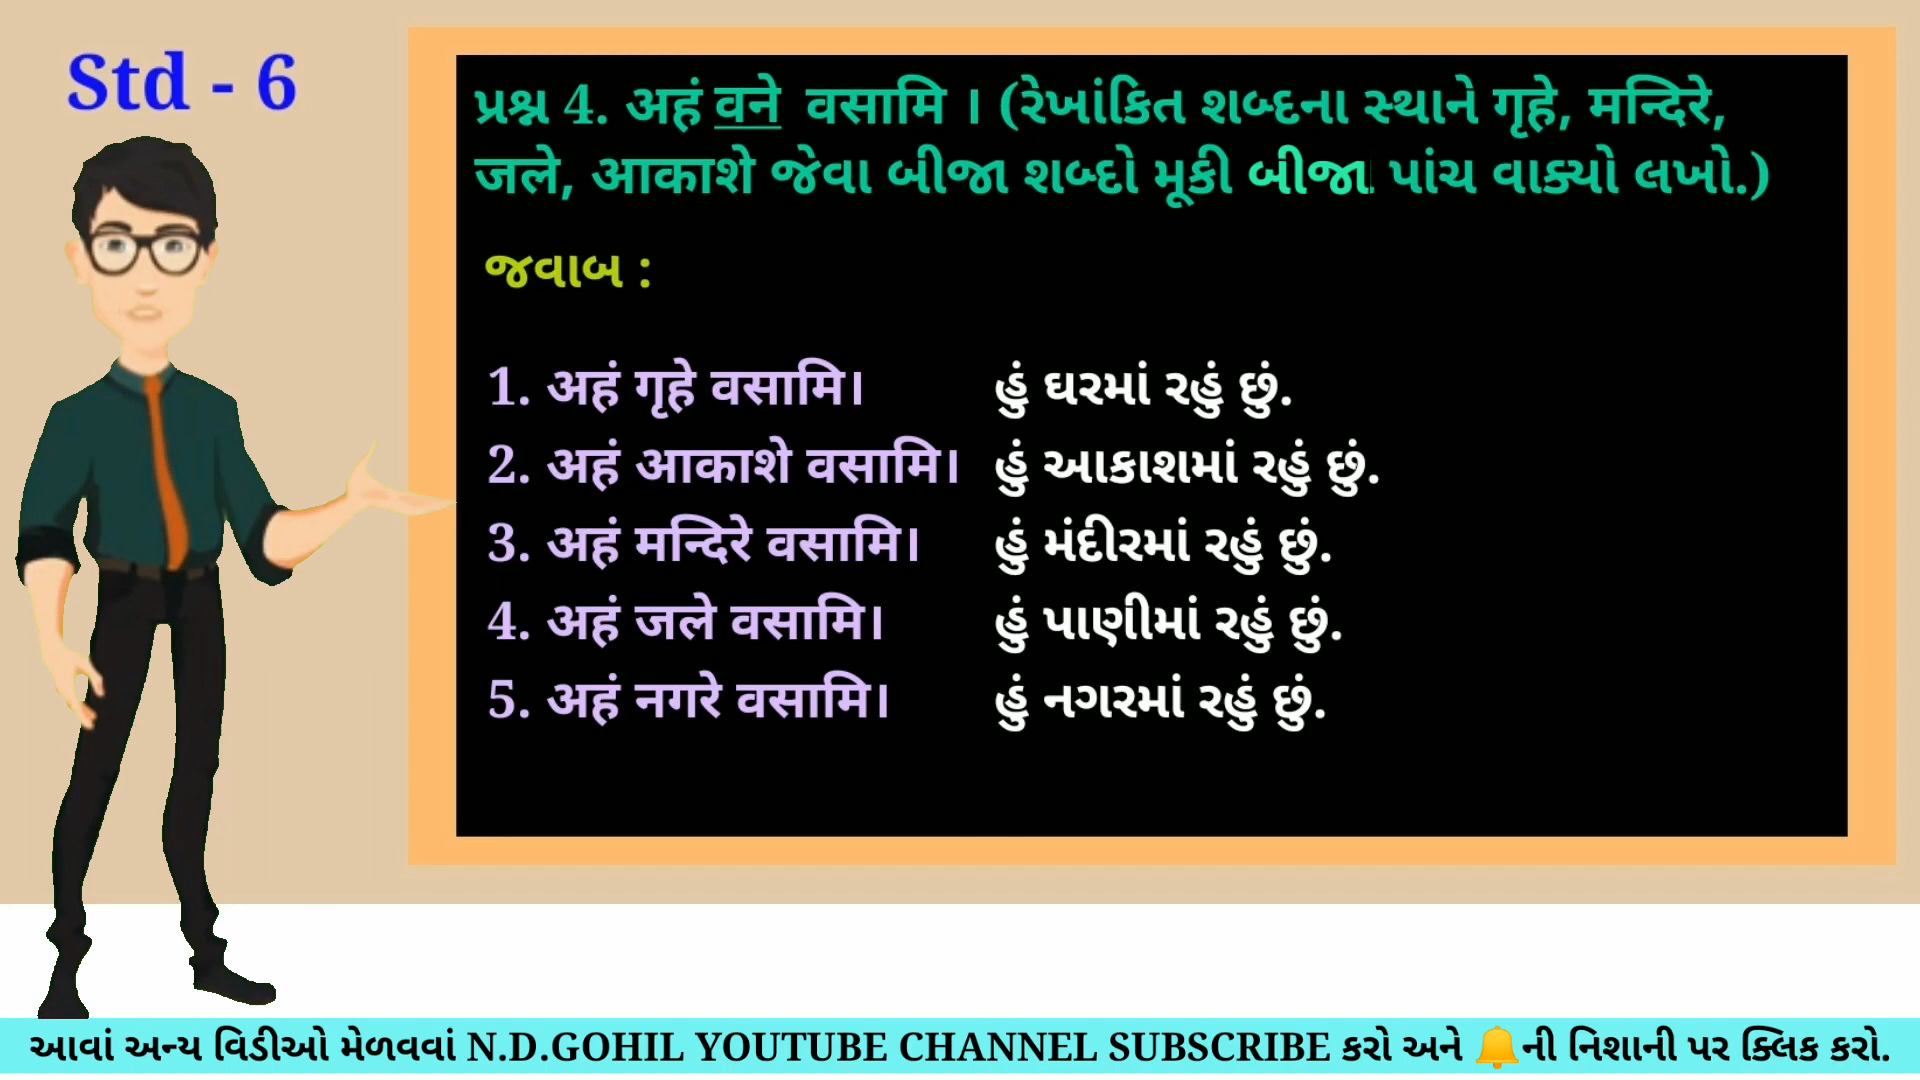 Std - 6
પ્રશ્ન 4. अहं वने वसामि । (રેખાંકિત શબ્દના સ્થાને गृहे, मन्दिरे,
जले, आकाशे જેવા બીજા શબ્દો મૂકી બીજા પાંચ વાક્યો લખો.)
જવાબ :
1. अहं गृहे वसामि। હું ઘરમાં રહું છું.
2. अहं आकाशे वसामि। હું આકાશમાં રહું છું.
3. अहं मन्दिरे वसामि। હું મંદીરમાં રહું છું.
4. अहं जले वसामि। હું પાણીમાં રહું છું.
5. अहं नगरे वसामि। હું નગરમાં રહું છું.
આવાં અન્ય વિડીઓ મેળવવાં N.D.GOHIL YOUTUBE CHANNEL SUBSCRIBE કરો અને 🔔ની નિશાની પર ક્લિક કરો.